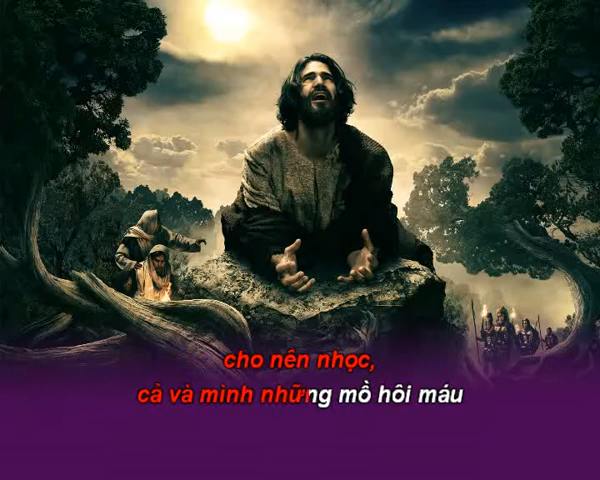 cho nên nhọc,
cả và mình những mồ hôi máu